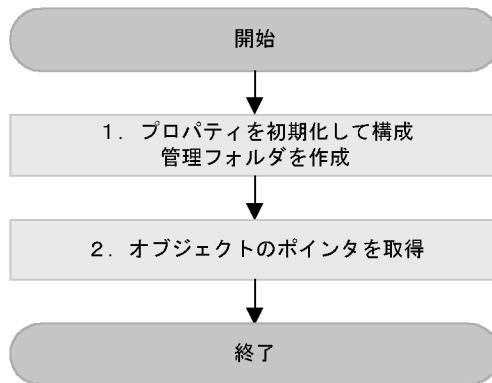 開始
１．プロパティを初期化して構成
管理フォルダを作成
２．オブジェクトのポインタを取得
終了